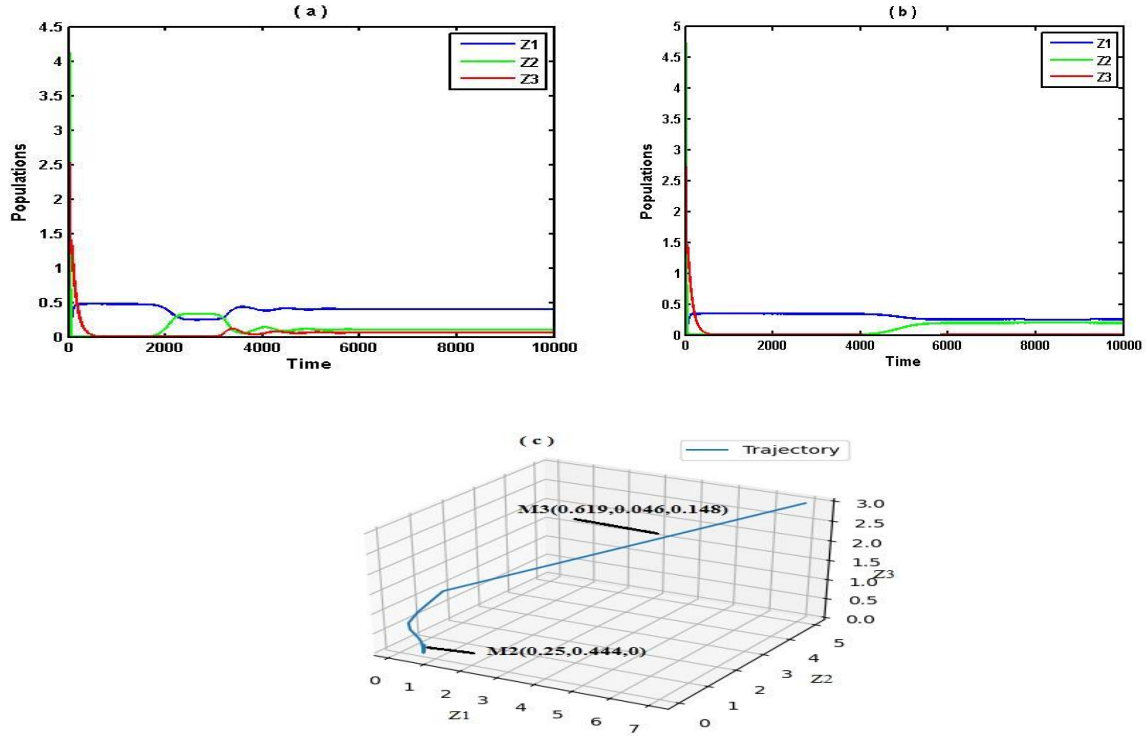 ( a )
4.5
4
3.5
3
2.5
2
1.5
1
0.5
0
0 2000 4000 6000 8000 10000
Populations
Time
Z1
Z2
Z3
( b )
5
4.5
4
3.5
3
2.5
2
1.5
1
0.5
0
0 2000 4000 6000 8000 10000
Populations
Time
Z1
Z2
Z3
( c )
Trajectory
M3(0.619,0.046,0.148)
M2(0.25,0.444,0)
3.0
2.5
2.0
1.5
1.0
0.5
0.0
Z3
5
4
3
2
1
0
Z2
0 1 2 3 4 5 6 7
Z1